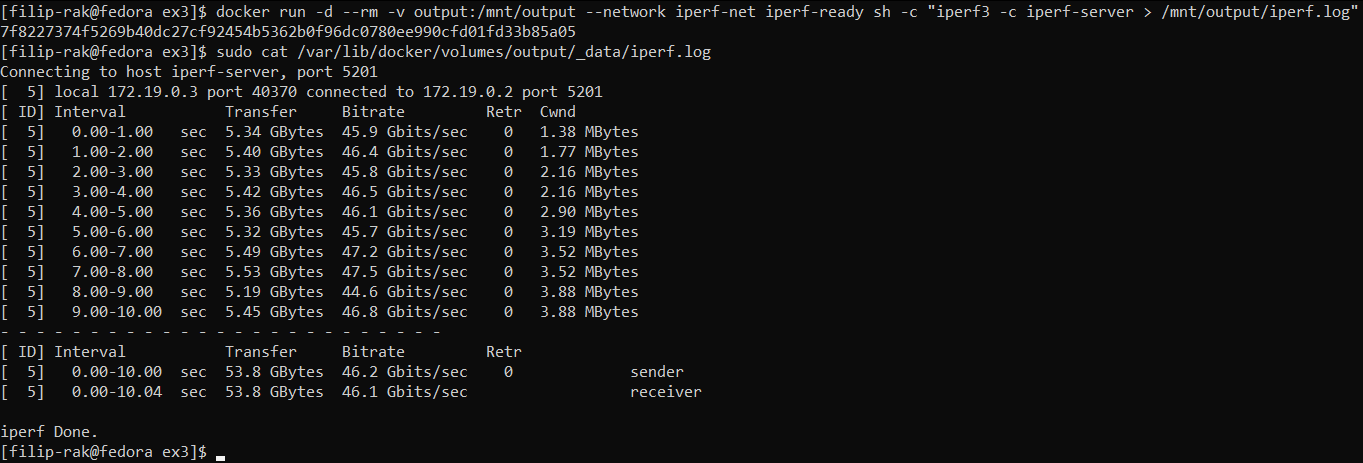 [filip-rak@fedora ex3]$ docker run -d --rm -v output:/mnt/output --network iperf-net iperf-ready sh -c "iperf3 -c iperf-server > /mnt/output/iperf.log"
7f8227374f5269b40dc27cf92454b5362b0f96dc0780ee990cfd01fd33b85a05
[filip-rak@fedora ex3]$ sudo cat /var/lib/docker/volumes/output/_data/iperf.log
Connecting to host iperf-server, port 5201
[  5] local 172.19.0.3 port 40370 connected to 172.19.0.2 port 5201
[ ID] Interval           Transfer     Bitrate         Retr  Cwnd
[  5]   0.00-1.00   sec  5.34 GBytes  45.9 Gbits/sec    0   1.38 MBytes
[  5]   1.00-2.00   sec  5.40 GBytes  46.4 Gbits/sec    0   1.77 MBytes
[  5]   2.00-3.00   sec  5.33 GBytes  45.8 Gbits/sec    0   2.16 MBytes
[  5]   3.00-4.00   sec  5.42 GBytes  46.5 Gbits/sec    0   2.16 MBytes
[  5]   4.00-5.00   sec  5.36 GBytes  46.1 Gbits/sec    0   2.90 MBytes
[  5]   5.00-6.00   sec  5.32 GBytes  45.7 Gbits/sec    0   3.19 MBytes
[  5]   6.00-7.00   sec  5.49 GBytes  47.2 Gbits/sec    0   3.52 MBytes
[  5]   7.00-8.00   sec  5.53 GBytes  47.5 Gbits/sec    0   3.52 MBytes
[  5]   8.00-9.00   sec  5.19 GBytes  44.6 Gbits/sec    0   3.88 MBytes
[  5]   9.00-10.00  sec  5.45 GBytes  46.8 Gbits/sec    0   3.88 MBytes
- - - - - - - - - - - - - - - - - - - - - - - - -
[ ID] Interval           Transfer     Bitrate         Retr
[  5]   0.00-10.00  sec  53.8 GBytes  46.2 Gbits/sec    0             sender
[  5]   0.00-10.04  sec  53.8 GBytes  46.1 Gbits/sec                  receiver

iperf Done.
[filip-rak@fedora ex3]$